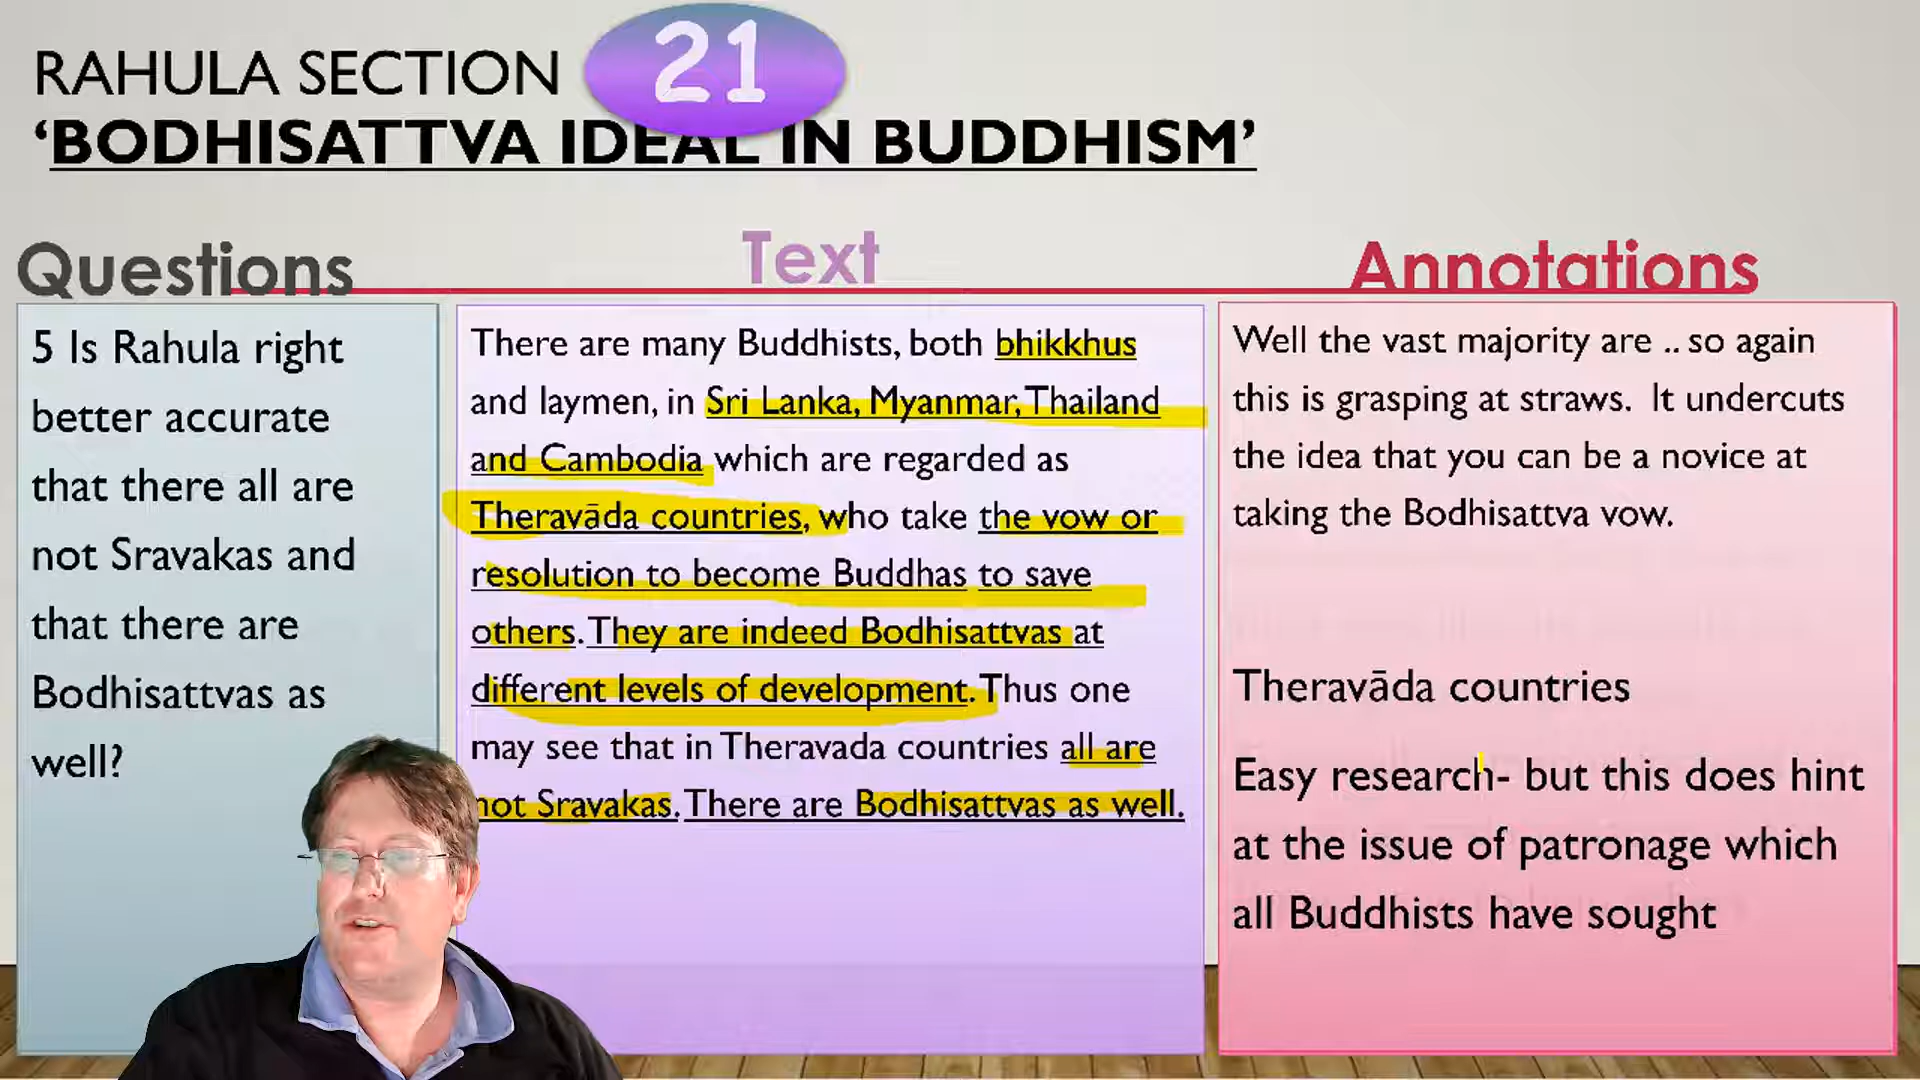 RAHULA SECTION 21
‘BODHISATTVA IDEAL IN BUDDHISM’
Questions
5 Is Rahula right
better accurate
that there all are
not Sravakas and
that there are
Bodhisattvas as
well?
Text
There are many Buddhists, both bhikkhus
and laymen, in Sri Lanka, Myanmar, Thailand
and Cambodia which are regarded as
Theravāda countries, who take the vow or
resolution to become Buddhas to save
others. They are indeed Bodhisattvas at
different levels of development. Thus one
may see that in Theravada countries all are
not Sravakas. There are Bodhisattvas as well.
Annotations
Well the vast majority are .. so again
this is grasping at straws. It undercuts
the idea that you can be a novice at
taking the Bodhisattva vow.
Theravāda countries
Easy research- but this does hint
at the issue of patronage which
all Buddhists have sought